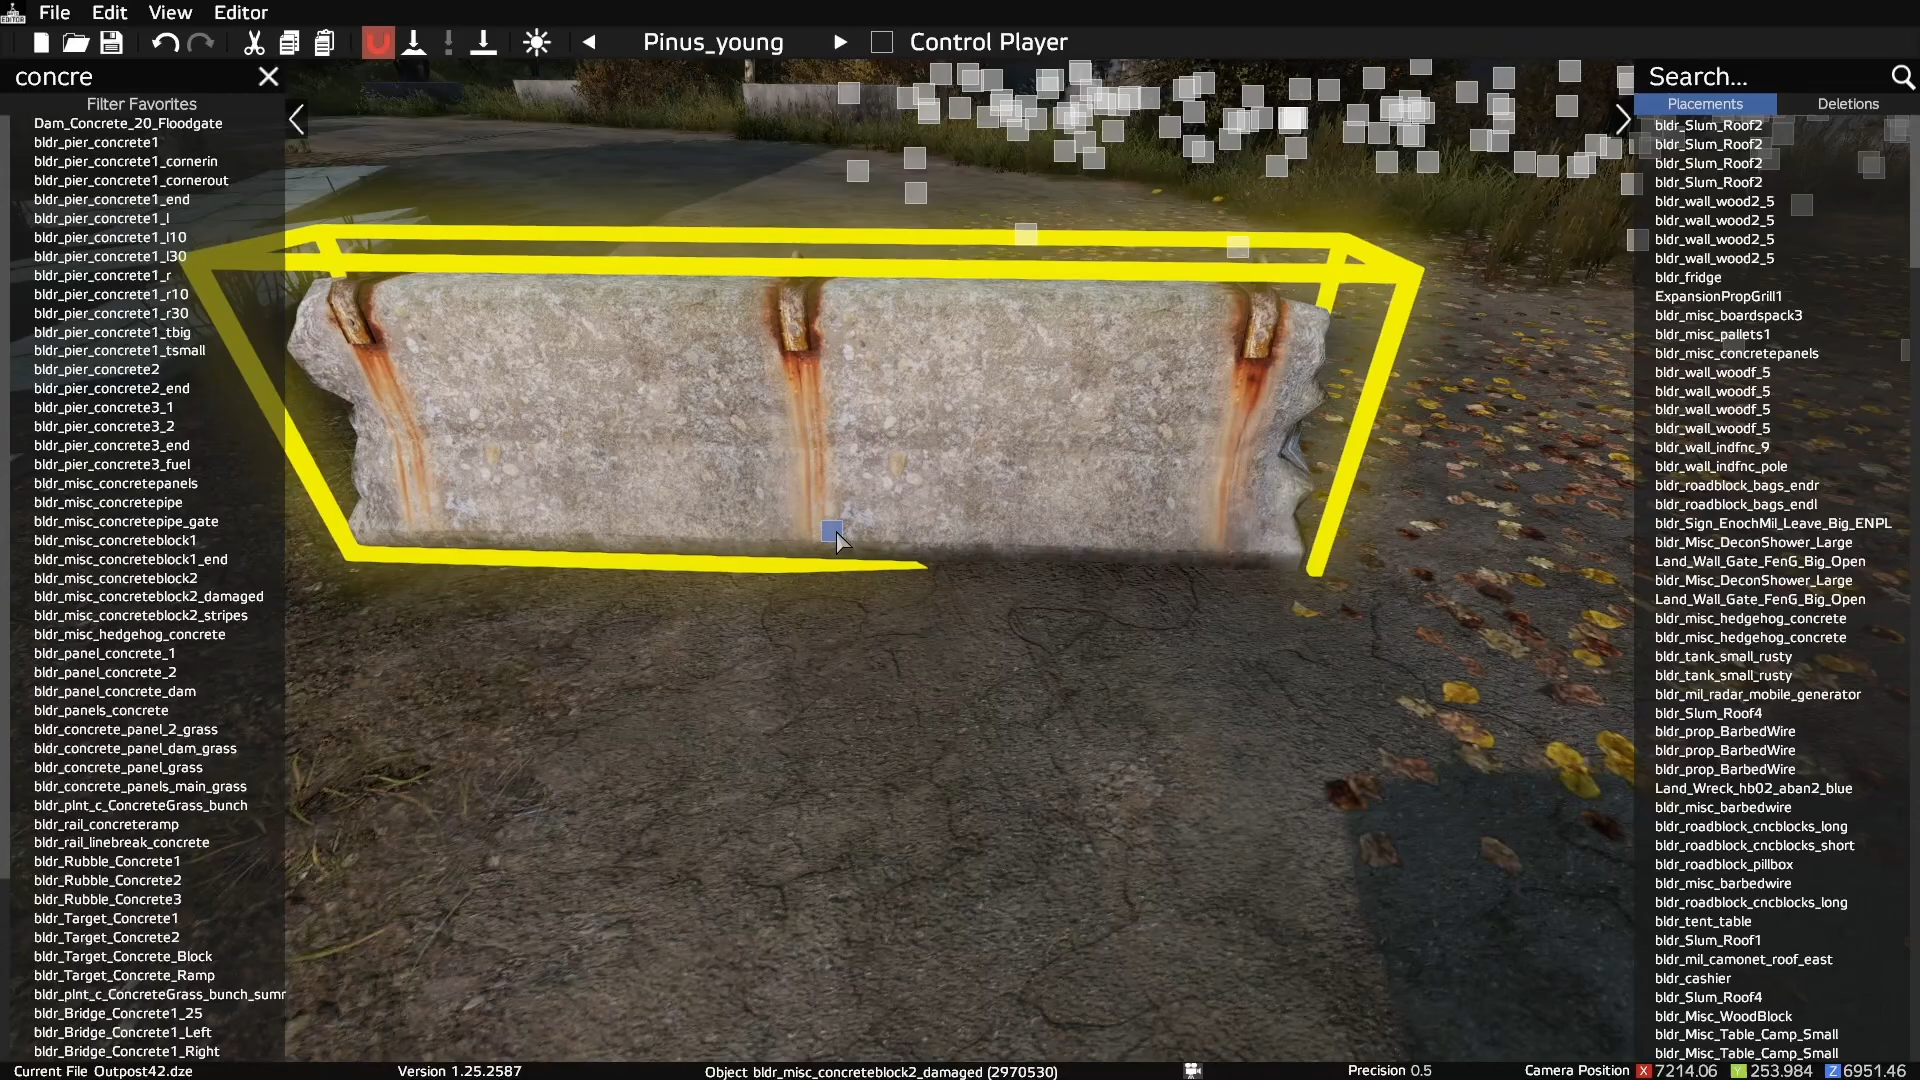 EDITOR
File Edit View Editor
Pinus_young
Control Player
concre
Filter Favorites
Dam_Concrete_20_Floodgate
bldr_pier_concrete1
bldr_pier_concrete1_cornerin
bldr_pier_concrete1_cornerout
bldr_pier_concrete1_end
bldr_pier_concrete1_l
bldr_pier_concrete1_l10
bldr_pier_concrete1_l30
bldr_pier_concrete1_r
bldr_pier_concrete1_r10
bldr_pier_concrete1_r30
bldr_pier_concrete1_tbig
bldr_pier_concrete1_tsmall
bldr_pier_concrete2
bldr_pier_concrete2_end
bldr_pier_concrete3_1
bldr_pier_concrete3_2
bldr_pier_concrete3_end
bldr_pier_concrete3_fuel
bldr_misc_concretepanels
bldr_misc_concretepipe
bldr_misc_concretepipe_gate
bldr_misc_concreteblock1
bldr_misc_concreteblock1_end
bldr_misc_concreteblock2
bldr_misc_concreteblock2_damaged
bldr_misc_concreteblock2_stripes
bldr_misc_hedgehog_concrete
bldr_panel_concrete_1
bldr_panel_concrete_2
bldr_panel_concrete_dam
bldr_panels_concrete
bldr_concrete_panel_2_grass
bldr_concrete_panel_dam_grass
bldr_concrete_panel_grass
bldr_concrete_panels_main_grass
bldr_plnt_c_ConcreteGrass_bunch
bldr_rail_concreteramp
bldr_rail_linebreak_concrete
bldr_Rubble_Concrete1
bldr_Rubble_Concrete2
bldr_Rubble_Concrete3
bldr_Target_Concrete1
bldr_Target_Concrete2
bldr_Target_Concrete_Block
bldr_Target_Concrete_Ramp
bldr_plnt_c_ConcreteGrass_bunch_sumr
bldr_Bridge_Concrete1_25
bldr_Bridge_Concrete1_Left
bldr_Bridge_Concrete1_Right
Search...
Placements Deletions
bldr_Slum_Roof2
bldr_Slum_Roof2
bldr_Slum_Roof2
bldr_Slum_Roof2
bldr_wall_wood2_5
bldr_wall_wood2_5
bldr_wall_wood2_5
bldr_wall_wood2_5
bldr_fridge
ExpansionPropGrill1
bldr_misc_boardspack3
bldr_misc_pallets1
bldr_misc_concretepanels
bldr_wall_woodf_5
bldr_wall_woodf_5
bldr_wall_woodf_5
bldr_wall_woodf_5
bldr_wall_indfnc_9
bldr_wall_indfnc_pole
bldr_roadblock_bags_endr
bldr_roadblock_bags_endl
bldr_Sign_EnochMil_Leave_Big_ENPL
bldr_Misc_DeconShower_Large
Land_Wall_Gate_FenG_Big_Open
bldr_Misc_DeconShower_Large
Land_Wall_Gate_FenG_Big_Open
bldr_misc_hedgehog_concrete
bldr_misc_hedgehog_concrete
bldr_tank_small_rusty
bldr_tank_small_rusty
bldr_mil_radar_mobile_generator
bldr_Slum_Roof4
bldr_prop_BarbedWire
bldr_prop_BarbedWire
bldr_prop_BarbedWire
Land_Wreck_hb02_aban2_blue
bldr_misc_barbedwire
bldr_roadblock_cncblocks_long
bldr_roadblock_cncblocks_short
bldr_roadblock_pillbox
bldr_misc_barbedwire
bldr_roadblock_cncblocks_long
bldr_tent_table
bldr_Slum_Roof1
bldr_mil_camonet_roof_east
bldr_cashier
bldr_Slum_Roof4
bldr_Misc_WoodBlock
bldr_Misc_Table_Camp_Small
bldr_Misc_Table_Camp_Small
Current File Outpost42.dze Version 1.25.2587 Object bldr_misc_concreteblock2_damaged (2970530) Precision 0.5 Camera Position X 7214.06 Y 253.984 Z 6951.46